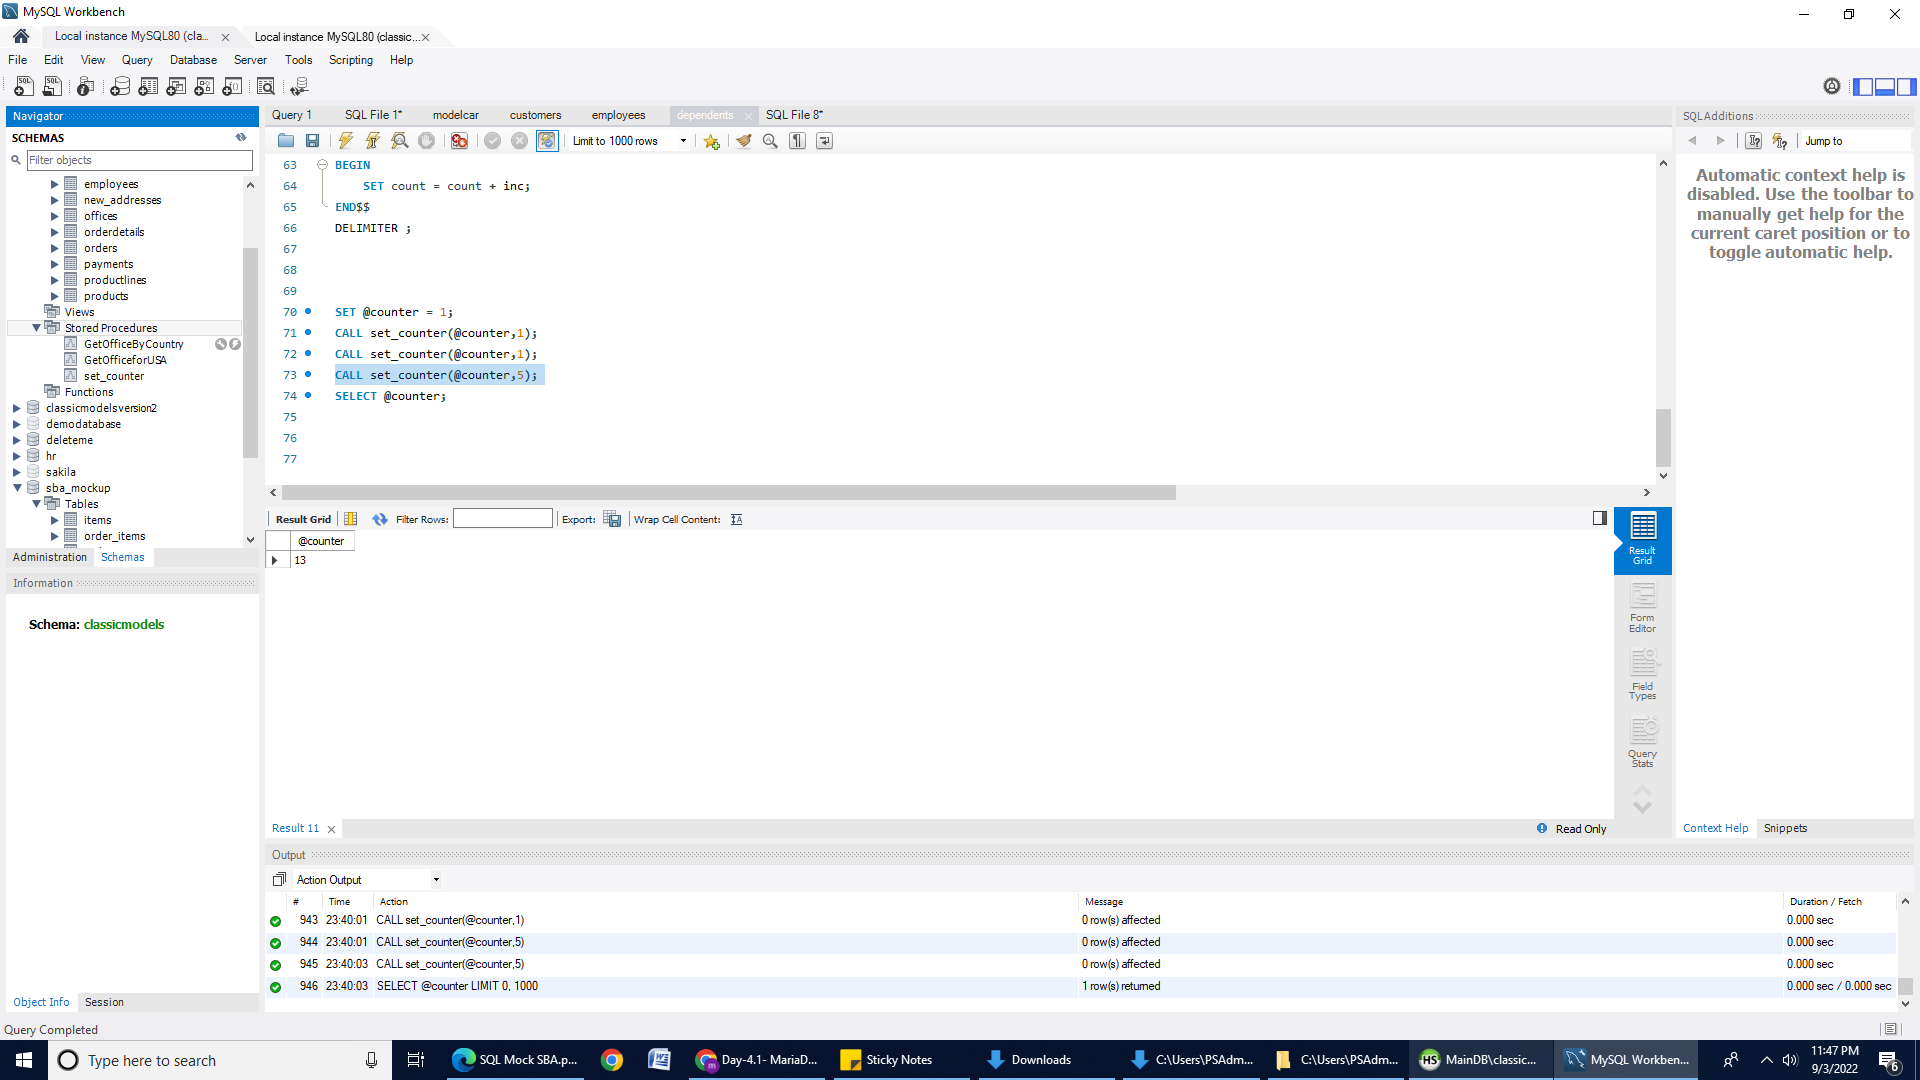 MySQL Workbench
Local instance MySQL80 (cla...
Local instance MySQL80 (classic...
File Edit View Query Database Server Tools Scripting Help
Navigator
SCHEMAS
Filter objects
employees
new_addresses
offices
orderdetails
orders
payments
productlines
products
Views
Stored Procedures
GetOfficeByCountry
GetOfficeforUSA
set_counter
Functions
classicmodelsversion2
demodatabase
deleteme
hr
sakila
sba_mockup
Tables
items
order_items
Administration Schemas
Information
Schema: classicmodels
Object Info Session
Query 1 SQL File 1* modelcar customers employees dependents SQL File 8*
Limit to 1000 rows
63 BEGIN
64 SET count = count + inc;
65 END$$
66 DELIMITER ;
67
68
69
70 SET @counter = 1;
71 CALL set_counter(@counter,1);
72 CALL set_counter(@counter,1);
73 CALL set_counter(@counter,5);
74 SELECT @counter;
75
76
77
Result Grid Filter Rows: Export: Wrap Cell Content:
@counter
13
Result Grid
Form Editor
Field Types
Query Stats
Result 11
Read Only
SQLAdditions
Jump to
Automatic context help is
disabled. Use the toolbar to
manually get help for the
current caret position or to
toggle automatic help.
Context Help Snippets
Output
Action Output
# Time Action Message Duration / Fetch
943 23:40:01 CALL set_counter(@counter,1) 0 row(s) affected 0.000 sec
944 23:40:01 CALL set_counter(@counter,5) 0 row(s) affected 0.000 sec
945 23:40:03 CALL set_counter(@counter,5) 0 row(s) affected 0.000 sec
946 23:40:03 SELECT @counter LIMIT 0, 1000 1 row(s) returned 0.000 sec / 0.000 sec
Query Completed
Type here to search
SQL Mock SBA.p...
Day-4.1- MariaD...
Sticky Notes
Downloads
C:\Users\PSAdm...
C:\Users\PSAdm...
HS MainDB\classic...
MySQL Workben...
11:47 PM
9/3/2022
6